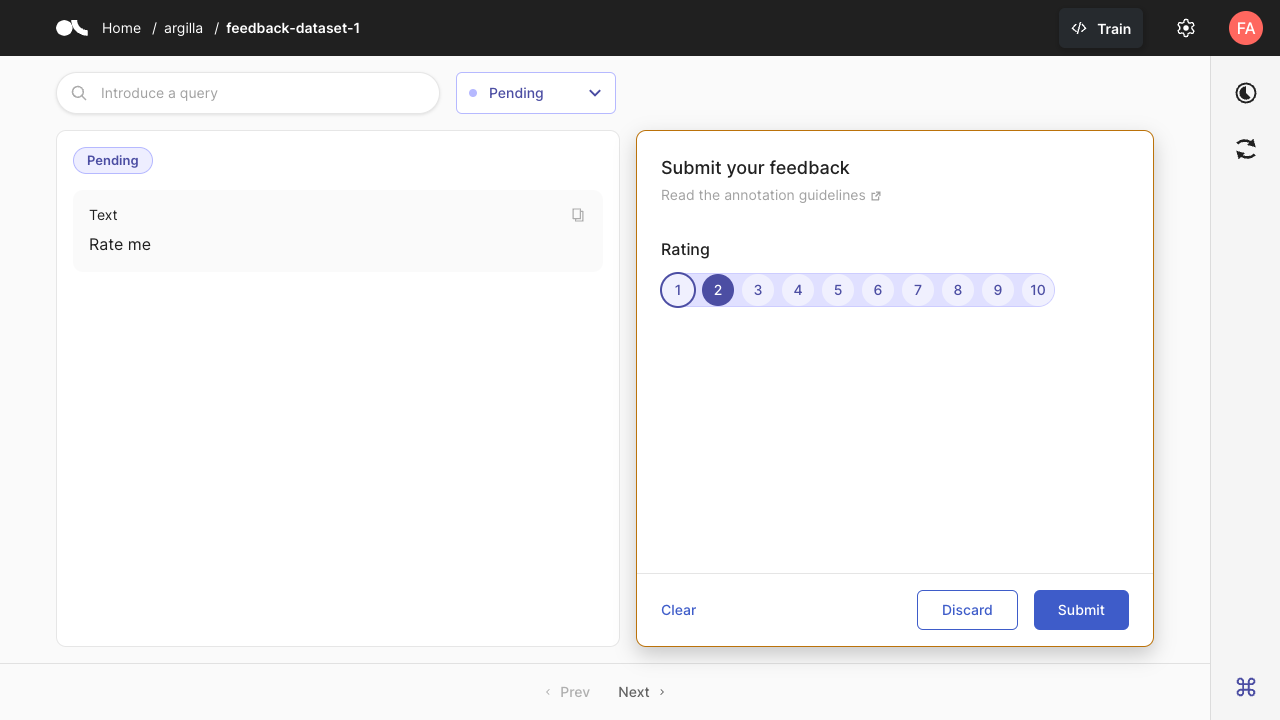 Home / argilla / feedback-dataset-1
Train
FA
Introduce a query
Pending
Pending
Text
Rate me
Submit your feedback
Read the annotation guidelines
Rating
1 2 3 4 5 6 7 8 9 10
Clear
Discard
Submit
Prev
Next